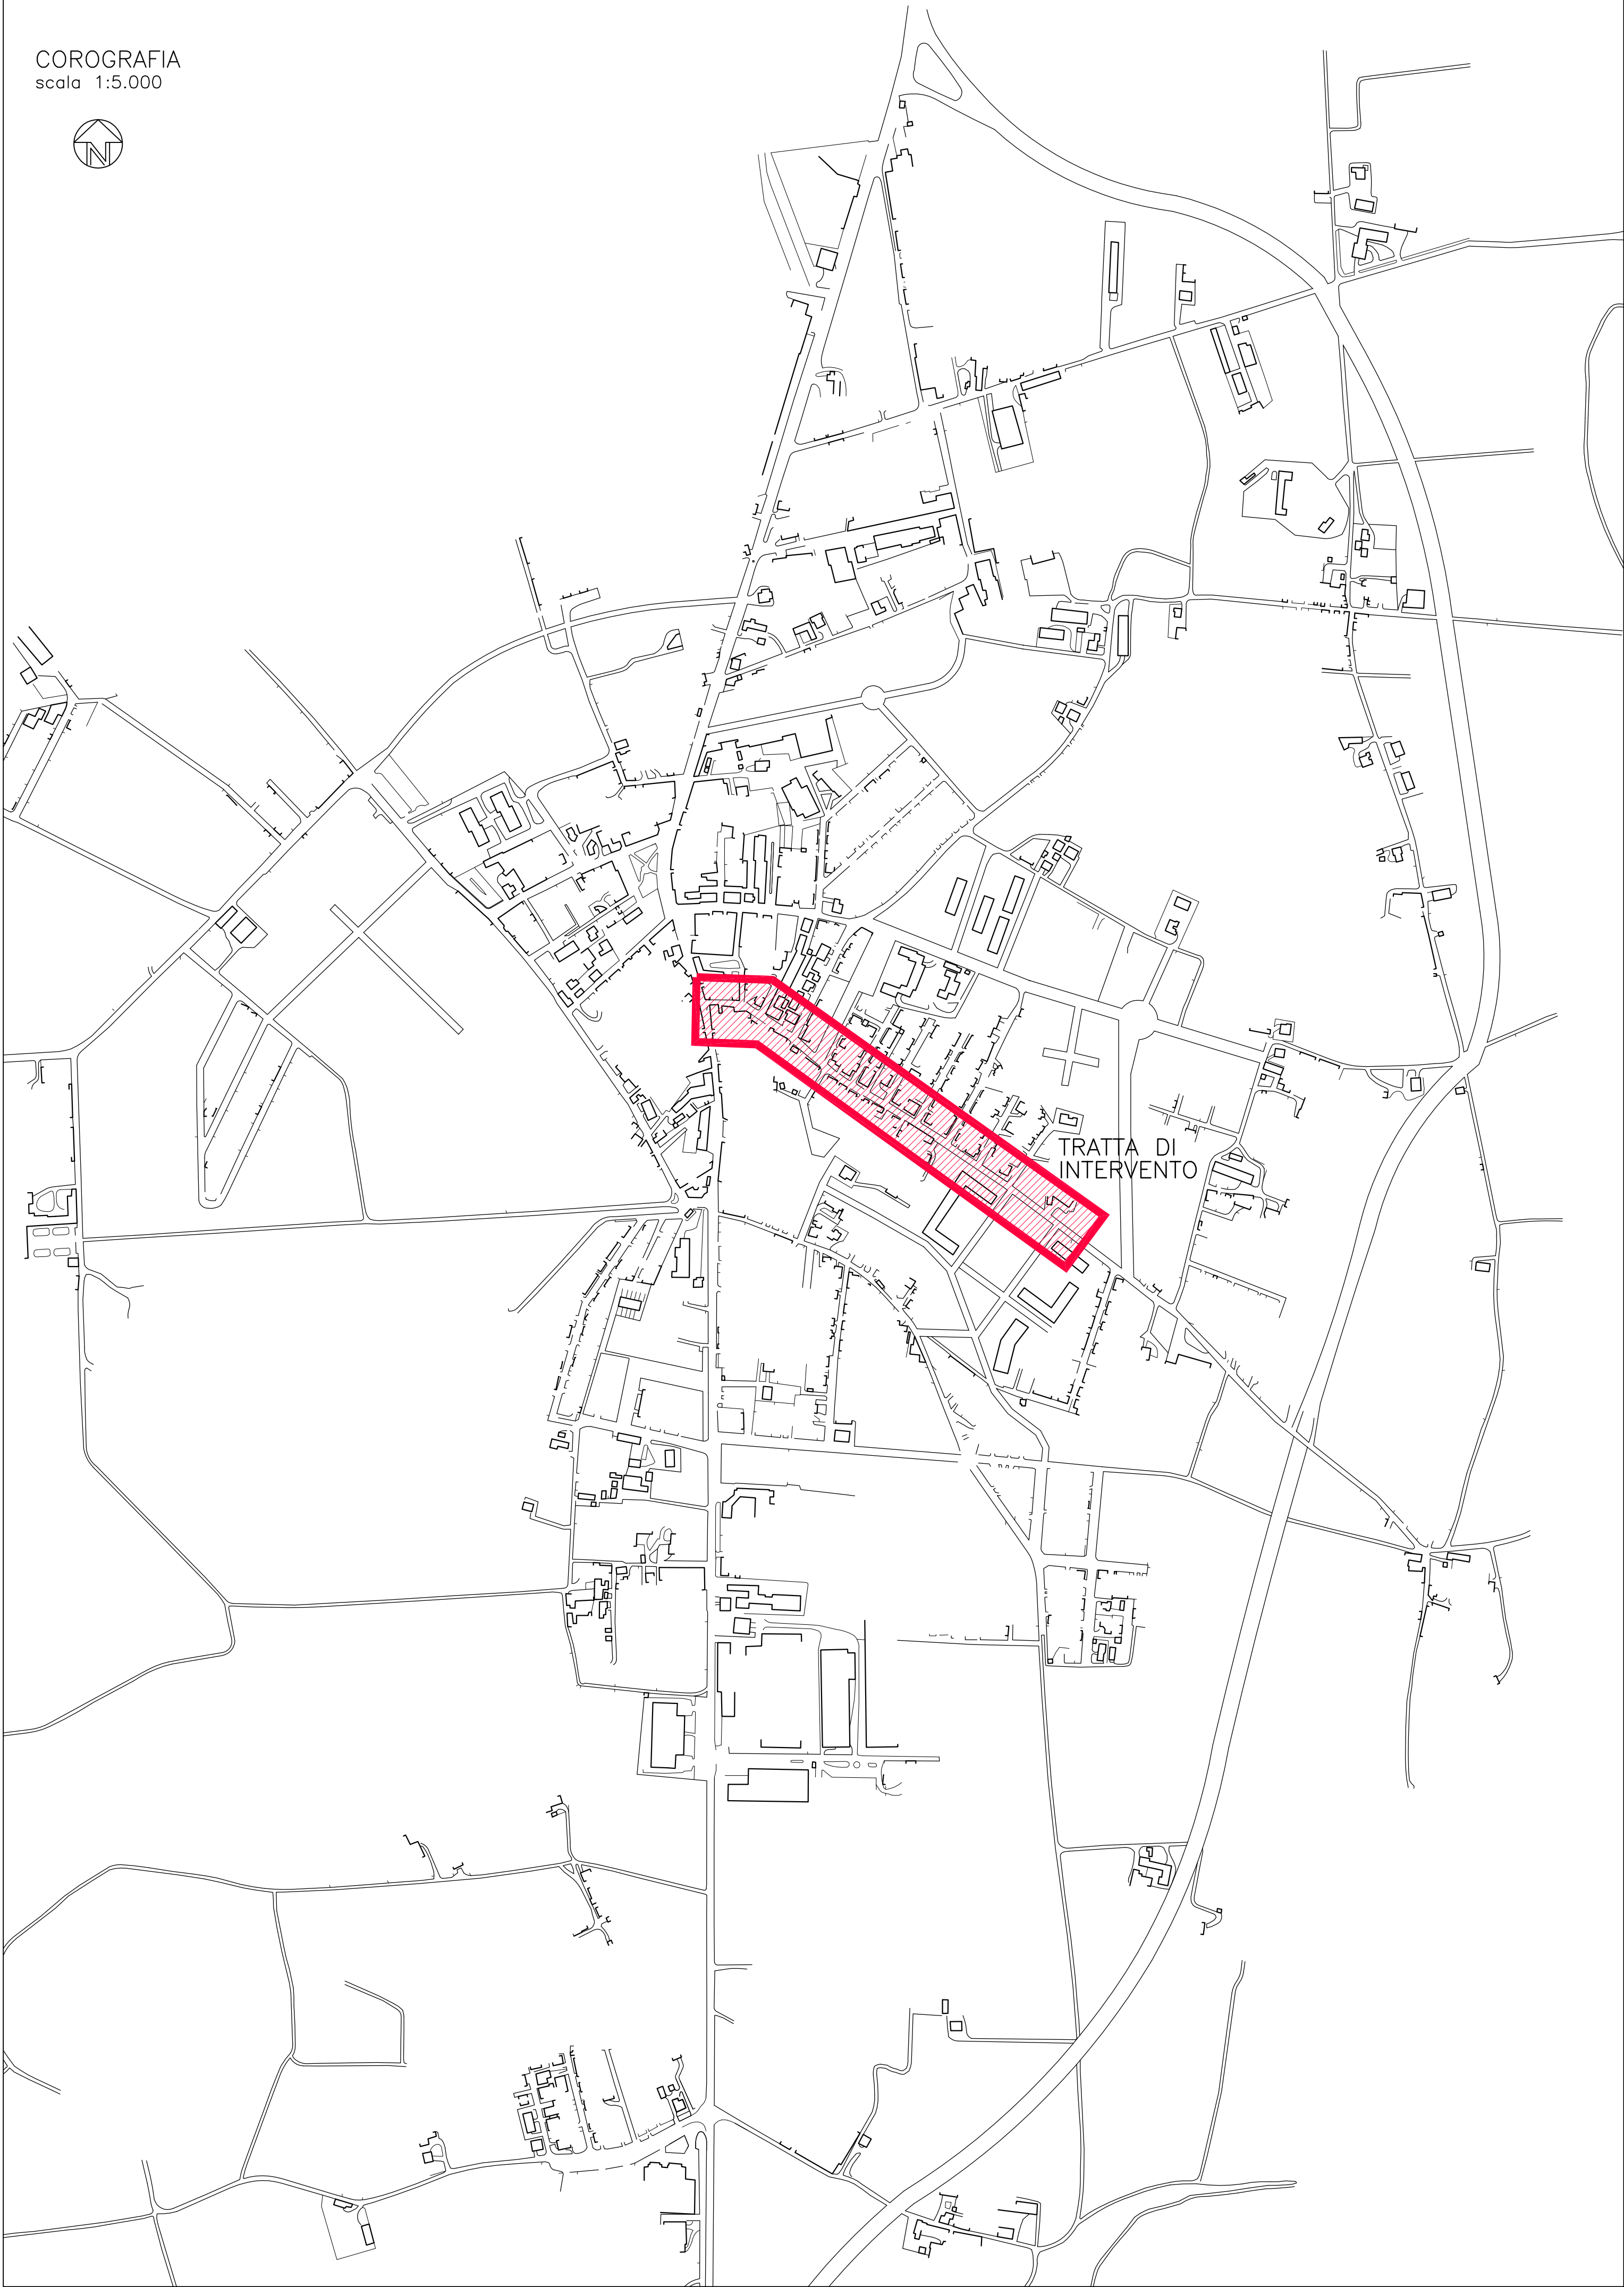 COROGRAFIA
scala 1:5.000
N
TRATTA DI
INTERVENTO